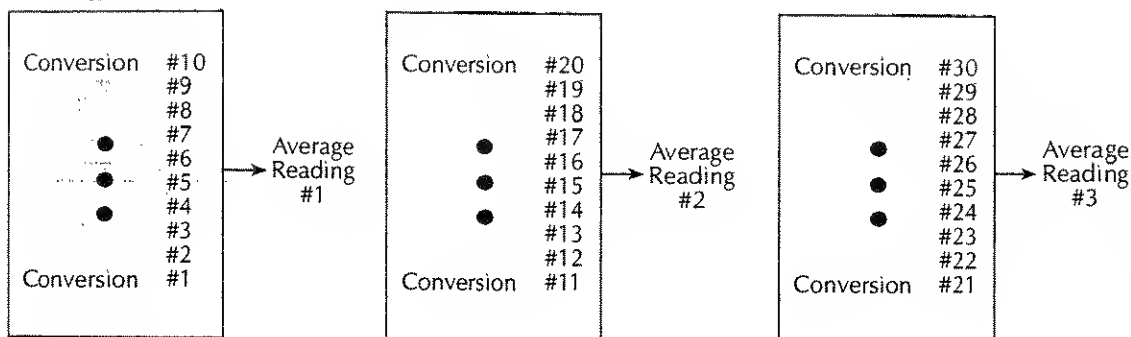 Conversion #10
#9
#8
#7
#6
#5
#4
#3
#2
Conversion #1
Average
Reading
#1
Conversion #20
#19
#18
#17
#16
#15
#14
#13
#12
Conversion #11
Average
Reading
#2
Conversion #30
#29
#28
#27
#26
#25
#24
#23
#22
Conversion #21
Average
Reading
#3